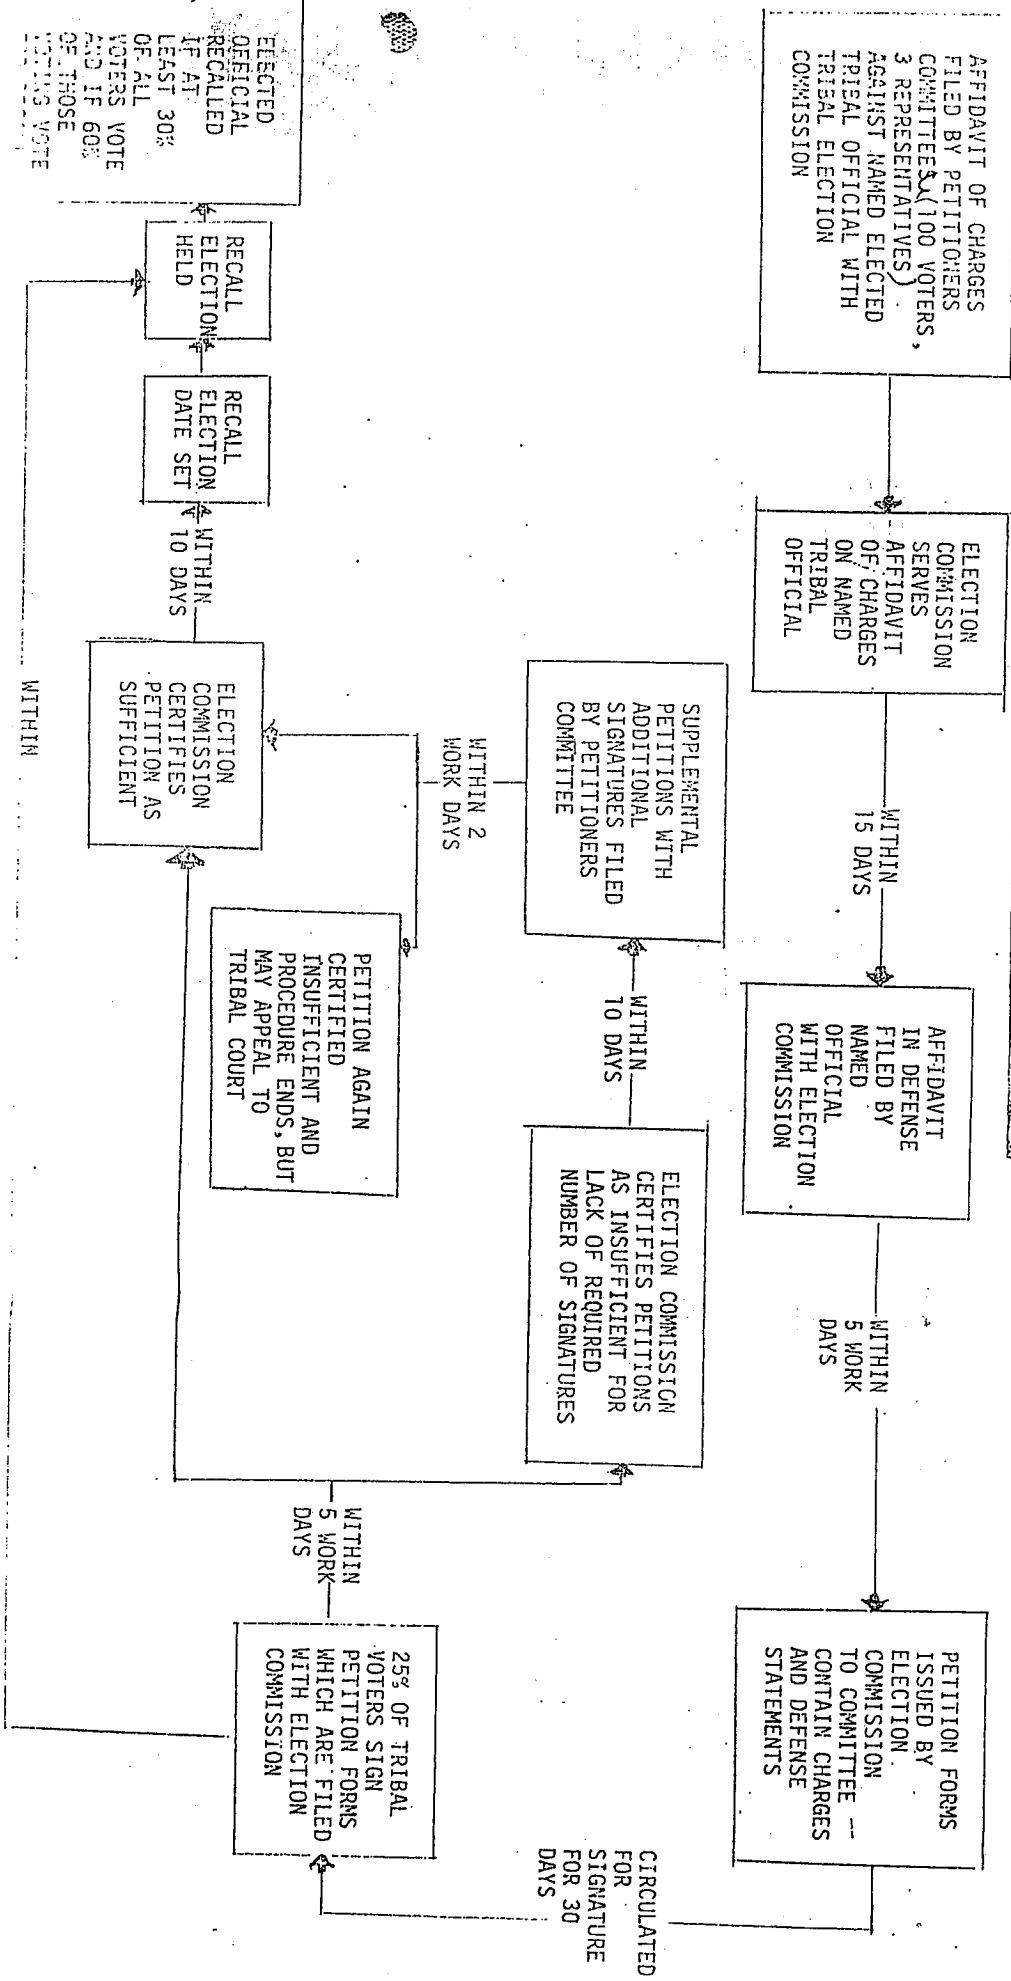 AFFIDAVIT OF CHARGES
FILED BY PETITIONERS
COMMITTEES (100 VOTERS,
3 REPRESENTATIVES)
AGAINST NAMED ELECTED
TRIBAL OFFICIAL WITH
TRIBAL ELECTION
COMMISSION
ELECTION
COMMISSION
SERVES
AFFIDAVIT
OF CHARGES
ON NAMED
TRIBAL
OFFICIAL
WITHIN
15 DAYS
AFFIDAVIT
IN DEFENSE
FILED BY
NAMED
OFFICIAL
WITH ELECTION
COMMISSION
WITHIN
5 WORK
DAYS
PETITION FORMS
ISSUED BY
ELECTION
COMMISSION
TO COMMITTEE --
CONTAIN CHARGES
AND DEFENSE
STATEMENTS
CIRCULATED
FOR
SIGNATURE
FOR 30
DAYS
25% OF TRIBAL
VOTERS SIGN
PETITION FORMS
WHICH ARE FILED
WITH ELECTION
COMMISSION
WITHIN
5 WORK
DAYS
ELECTION COMMISSION
CERTIFIES PETITIONS
AS INSUFFICIENT FOR
LACK OF REQUIRED
NUMBER OF SIGNATURES
WITHIN
10 DAYS
SUPPLEMENTAL
PETITIONS WITH
ADDITIONAL
SIGNATURES FILED
BY PETITIONERS
COMMITTEE
WITHIN 2
WORK DAYS
PETITION AGAIN
CERTIFIED
INSUFFICIENT AND
PROCEDURE ENDS, BUT
MAY APPEAL TO
TRIBAL COURT
ELECTION
COMMISSION
CERTIFIES
PETITION AS
SUFFICIENT
WITHIN
10 DAYS
RECALL
ELECTION
DATE SET
RECALL
ELECTION
HELD
WITHIN
ELECTED
OFFICIAL
RECALLED
IF AT
LEAST 30%
OF ALL
VOTERS VOTE
AND IF 60%
OF THOSE
VOTING VOTE